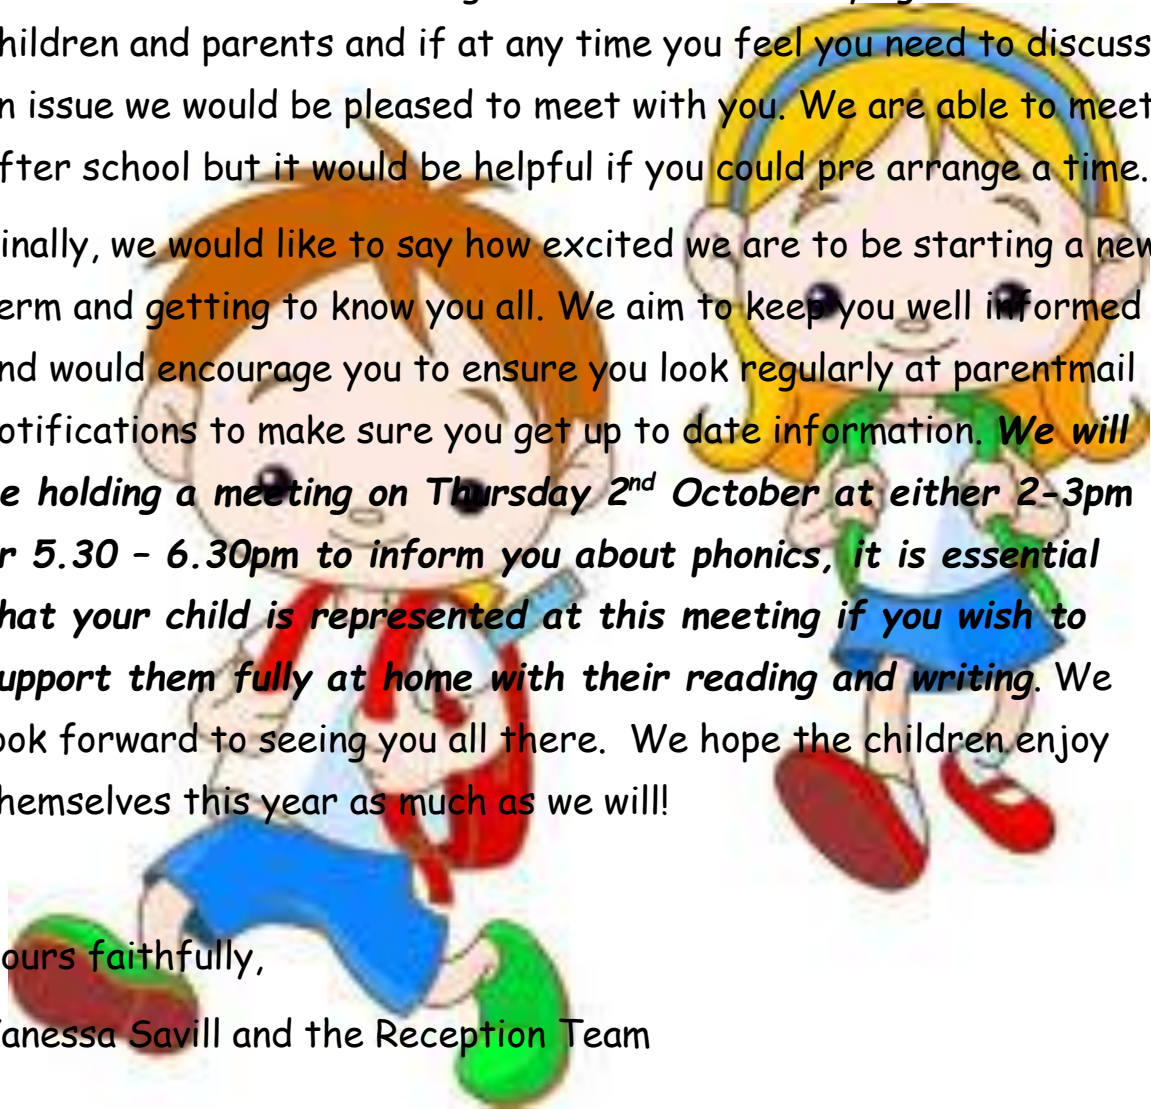 hildren and parents and if at any time you feel you need to discuss
n issue we would be pleased to meet with you. We are able to meet
fter school but it would be helpful if you could pre arrange a time.
inally, we would like to say how excited we are to be starting a new
erm and getting to know you all. We aim to keep you well informed
nd would encourage you to ensure you look regularly at parentmail
otifications to make sure you get up to date information. We will
e holding a meeting on Thursday 2nd October at either 2-3pm
r 5.30 – 6.30pm to inform you about phonics, it is essential
hat your child is represented at this meeting if you wish to
upport them fully at home with their reading and writing. We
ook forward to seeing you all there.  We hope the children enjoy
hemselves this year as much as we will!
ours faithfully,
anessa Savill and the Reception Team